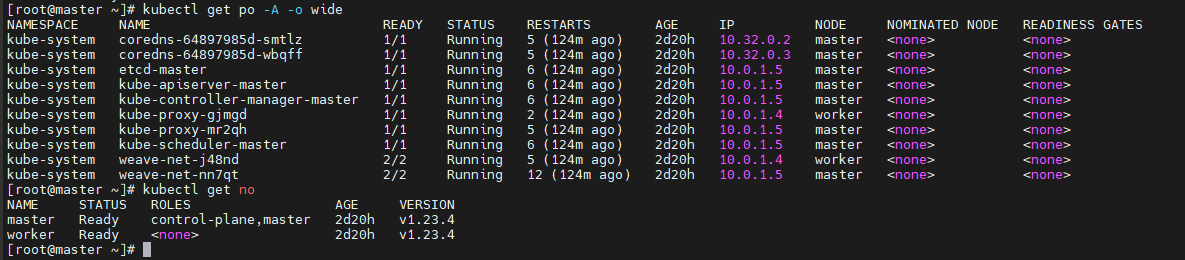 [root@master ~]# kubectl get po -A -o wide
NAMESPACE     NAME                             READY   STATUS    RESTARTS        AGE     IP          NODE     NOMINATED NODE   READINESS GATES
kube-system   coredns-64897985d-smtlz          1/1     Running   5 (124m ago)    2d20h   10.32.0.2   master   <none>           <none>
kube-system   coredns-64897985d-wbqff          1/1     Running   5 (124m ago)    2d20h   10.32.0.3   master   <none>           <none>
kube-system   etcd-master                      1/1     Running   6 (124m ago)    2d20h   10.0.1.5    master   <none>           <none>
kube-system   kube-apiserver-master            1/1     Running   6 (124m ago)    2d20h   10.0.1.5    master   <none>           <none>
kube-system   kube-controller-manager-master   1/1     Running   6 (124m ago)    2d20h   10.0.1.5    master   <none>           <none>
kube-system   kube-proxy-gjmgd                 1/1     Running   2 (124m ago)    2d20h   10.0.1.4    worker   <none>           <none>
kube-system   kube-proxy-mr2qh                 1/1     Running   5 (124m ago)    2d20h   10.0.1.5    master   <none>           <none>
kube-system   kube-scheduler-master            1/1     Running   6 (124m ago)    2d20h   10.0.1.5    master   <none>           <none>
kube-system   weave-net-j48nd                  2/2     Running   5 (124m ago)    2d20h   10.0.1.4    worker   <none>           <none>
kube-system   weave-net-nn7qt                  2/2     Running   12 (124m ago)   2d20h   10.0.1.5    master   <none>           <none>
[root@master ~]# kubectl get no
NAME     STATUS   ROLES                  AGE     VERSION
master   Ready    control-plane,master   2d20h   v1.23.4
worker   Ready    <none>                 2d20h   v1.23.4
[root@master ~]#